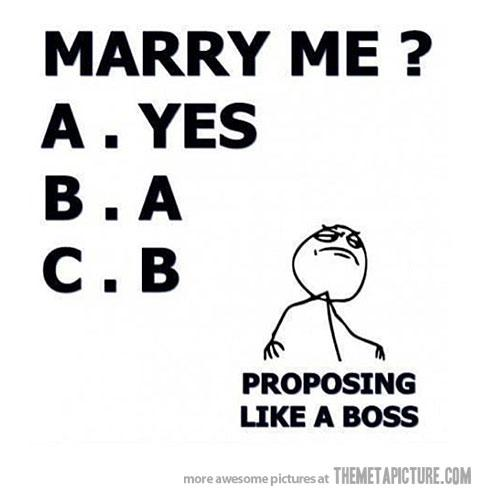 MARRY ME ?
A . YES
B . A
C . B
PROPOSING
LIKE A BOSS
more awesome pictures at THEMETAPICTURE.COM